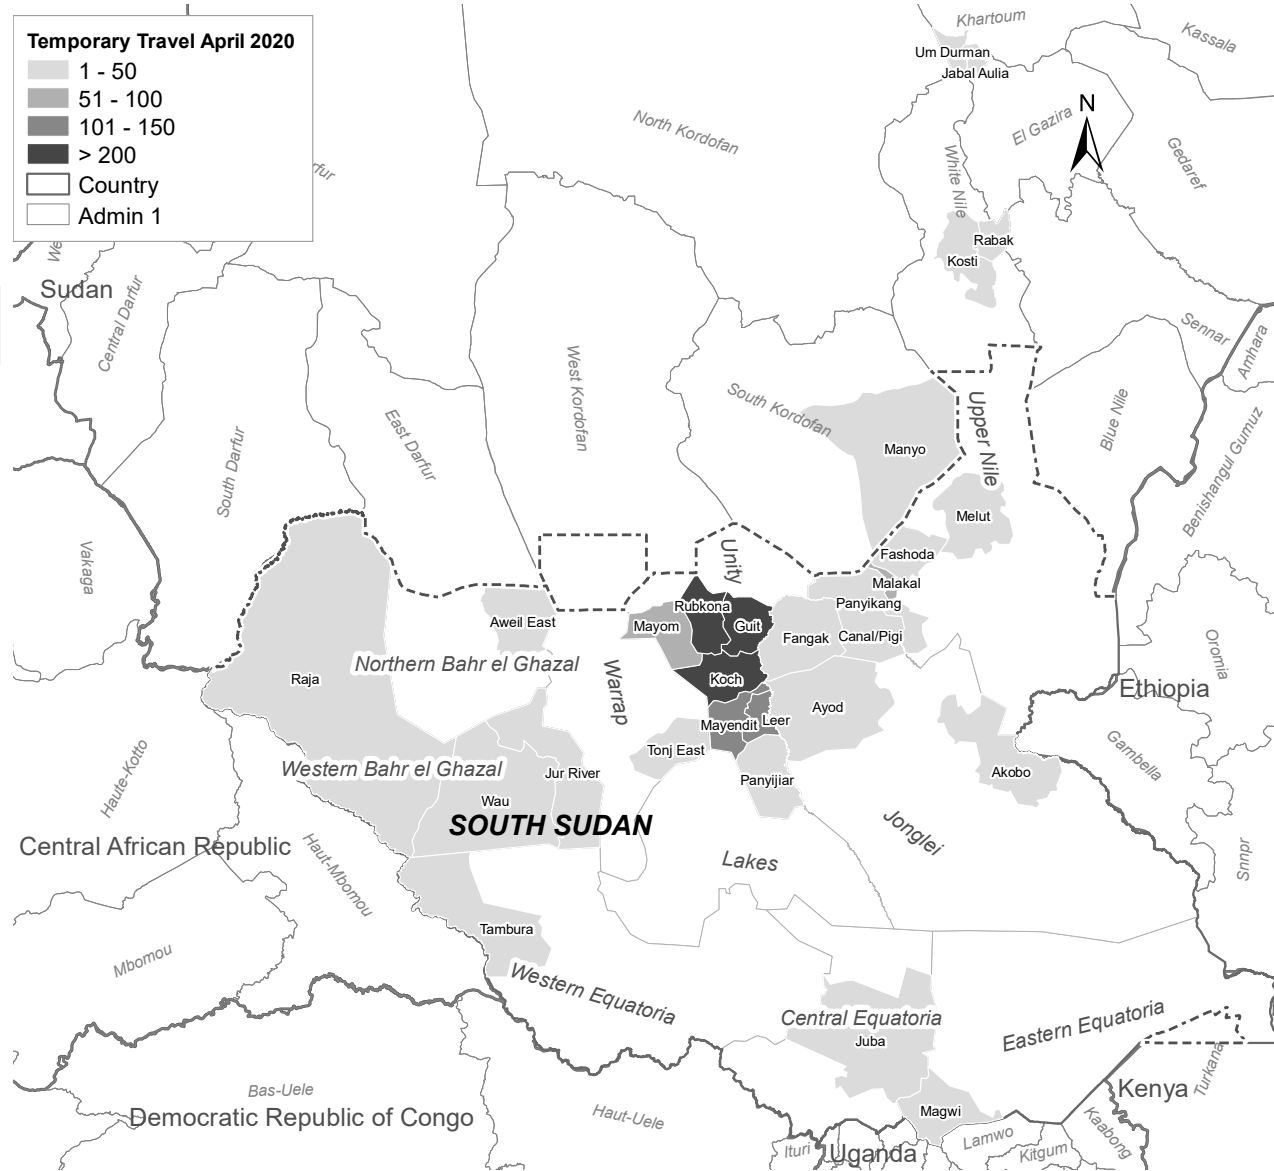 Temporary Travel April 2020
1 - 50
51 - 100
101 - 150
> 200
Country
Admin 1
Khartoum
Kassala
Um Durman
Jabal Aulia
N
North Kordofan
El Gazira
White Nile
Gedaref
Rabak
Kosti
Sudan
Central Darfur
South Darfur
East Darfur
West Kordofan
South Kordofan
Sennar
Amhara
Blue Nile
Benishangul Gumuz
Upper Nile
Manyo
Melut
Fashoda
Malakal
Panyikang
Canal/Pigi
Fangak
Unity
Rubkona
Guit
Mayom
Koch
Mayendit
Leer
Ayod
Tonj East
Panyijiar
Vakaga
Aweil East
Northern Bahr el Ghazal
Raja
Warrap
Western Bahr el Ghazal
Jur River
Wau
SOUTH SUDAN
Oromia
Ethiopia
Gambella
Akobo
Snnpr
Jonglei
Lakes
Haute-Kotto
Central African Republic
Haut-Mbomou
Mbomou
Tambura
Western Equatoria
Central Equatoria
Juba
Eastern Equatoria
Magwi
Turkana
Kenya
Kaabong
Bas-Uele
Democratic Republic of Congo
Haut-Uele
Ituri
Uganda
Lamwo
Kitgum